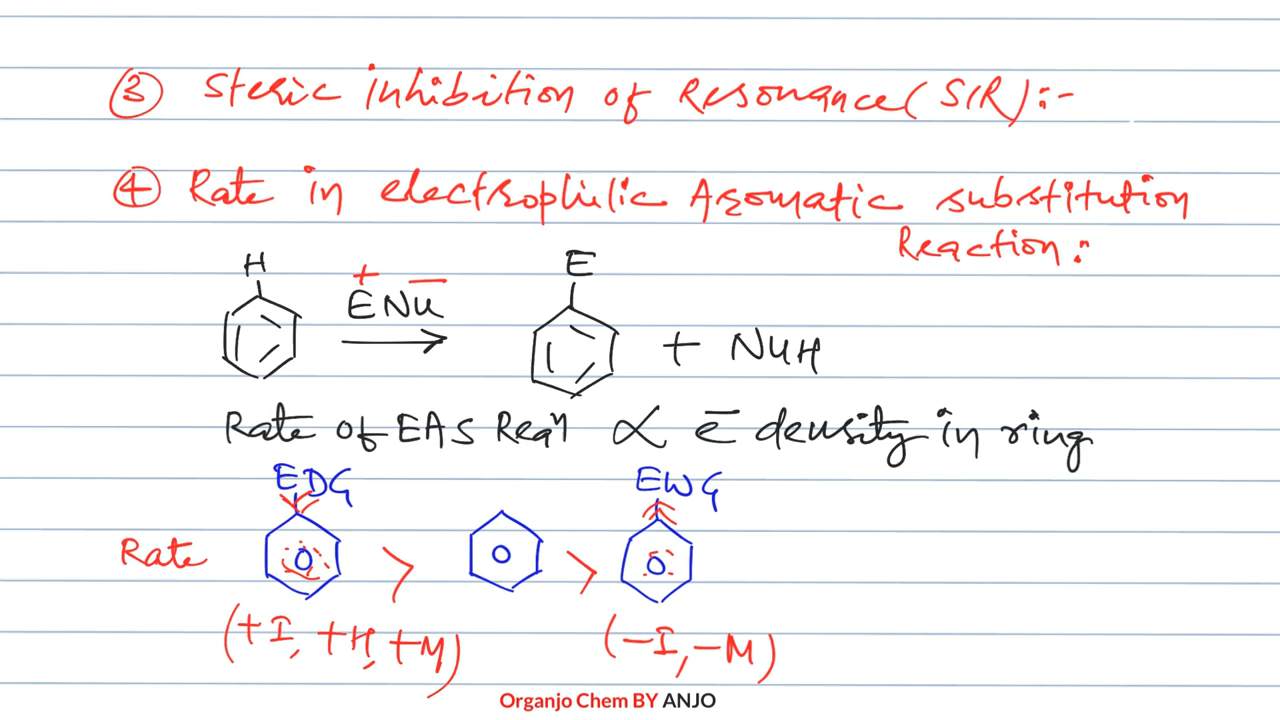 ③ Steric inhibition of Resonance (SIR):-
④ Rate in electrophilic Aromatic substitution
Reaction:
H
+ −
E Nu
E
+ NuH
Rate of EAS Reaⁿ ∝ e̅ density in ring
EDG
EWG
Rate > >
(+I, +H, +M) (−I, −M)
Organjo Chem BY ANJO